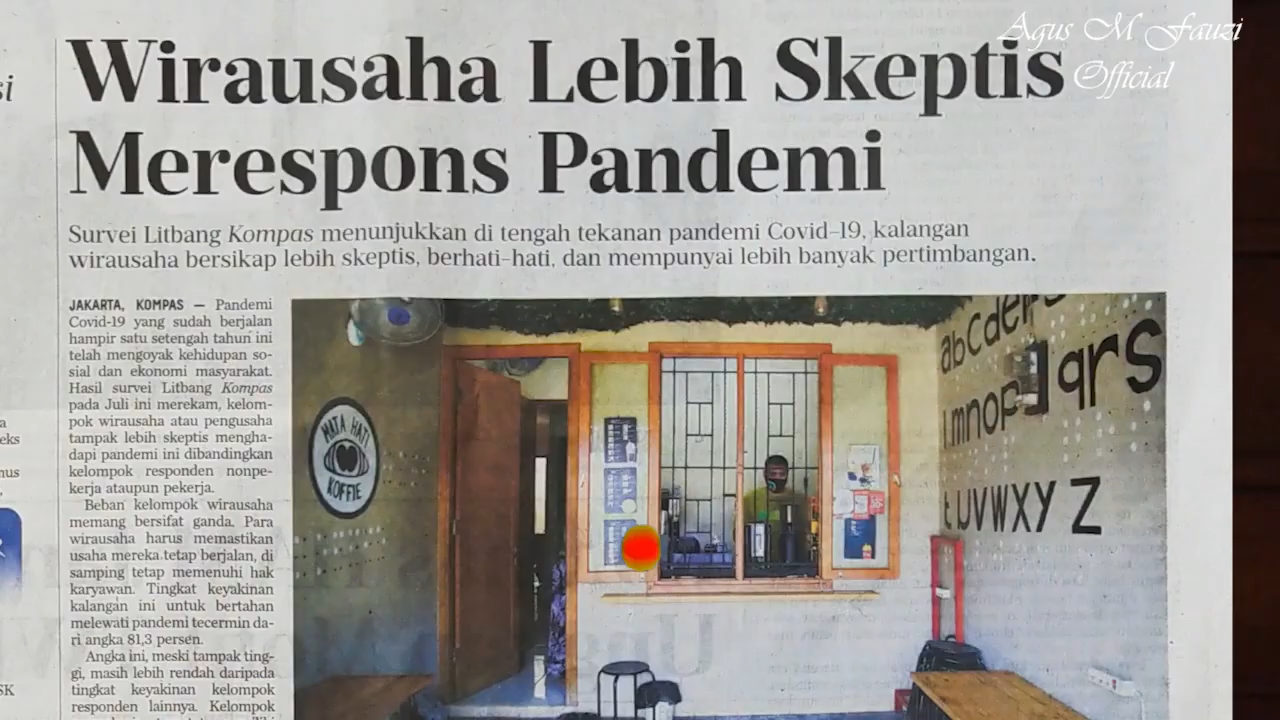 Agus M Fauzi
Official
Wirausaha Lebih Skeptis
Merespons Pandemi
Survei Litbang Kompas menunjukkan di tengah tekanan pandemi Covid-19, kalangan
wirausaha bersikap lebih skeptis, berhati-hati, dan mempunyai lebih banyak pertimbangan.
JAKARTA, KOMPAS — Pandemi
Covid-19 yang sudah berjalan
hampir satu setengah tahun ini
telah mengoyak kehidupan so-
sial dan ekonomi masyarakat.
Hasil survei Litbang Kompas
pada Juli ini merekam, kelom-
pok wirausaha atau pengusaha
tampak lebih skeptis mengha-
dapi pandemi ini dibandingkan
kelompok responden nonpe-
kerja ataupun pekerja.
Beban kelompok wirausaha
memang bersifat ganda. Para
wirausaha harus memastikan
usaha mereka tetap berjalan, di
samping tetap memenuhi hak
karyawan. Tingkat keyakinan
kalangan ini untuk bertahan
melewati pandemi tecermin da-
ri angka 81,3 persen.
Angka ini, meski tampak ting-
gi, masih lebih rendah daripada
tingkat keyakinan kelompok
responden lainnya. Kelompok
MATA HATI
KOFFIE
abcde
qrs
mnop
tuvwxyz